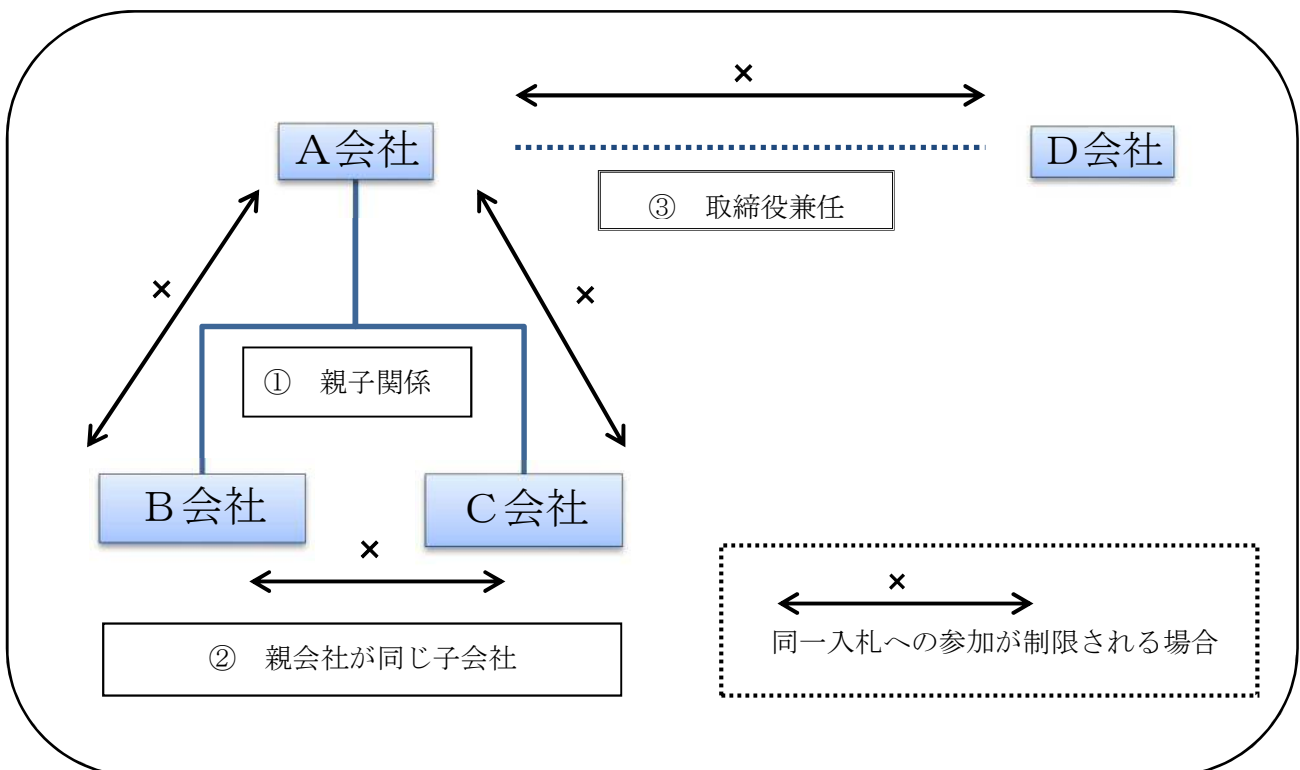 ×
Ａ会社
Ｄ会社
③　取締役兼任
×
×
①　親子関係
Ｂ会社
Ｃ会社
×
②　親会社が同じ子会社
×
同一入札への参加が制限される場合